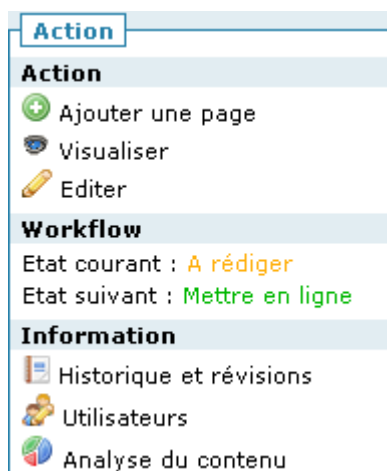 Action
Action
Ajouter une page
Visualiser
Editer
Workflow
Etat courant : A rédiger
Etat suivant : Mettre en ligne
Information
Historique et révisions
Utilisateurs
Analyse du contenu